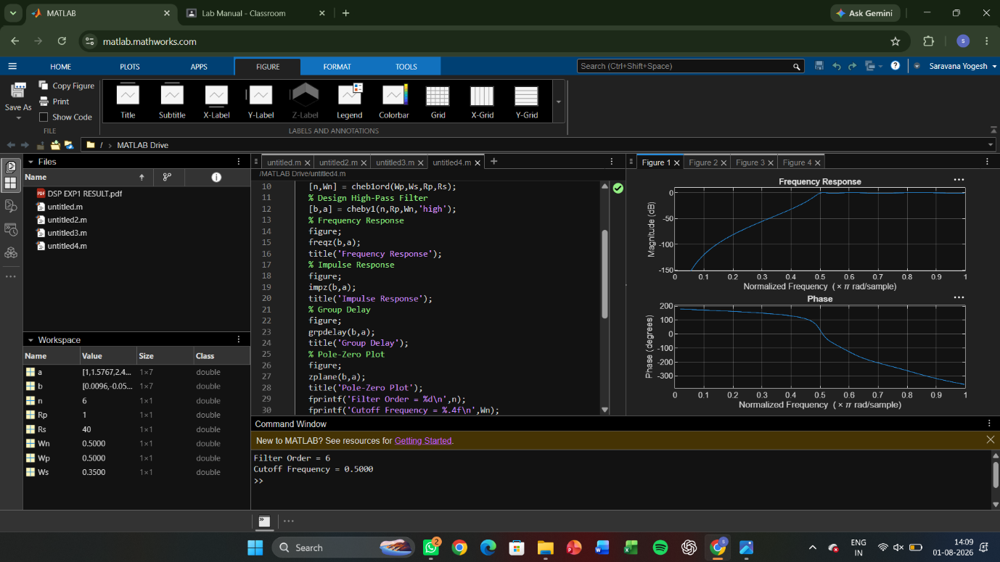 MATLAB
Lab Manual - Classroom
Ask Gemini
matlab.mathworks.com
S
HOME PLOTS APPS FIGURE FORMAT TOOLS
Search (Ctrl+Shift+Space)
Saravana Yogesh
Save As
Copy Figure
Print
Show Code
FILE
Title Subtitle X-Label Y-Label Z-Label Legend Colorbar Grid X-Grid Y-Grid
LABELS AND ANNOTATIONS
/ › MATLAB Drive
Files
Name
PDF DSP EXP1 RESULT.pdf
untitled.m
untitled2.m
untitled3.m
untitled4.m
Workspace
Name Value Size Class
a [1,1.5767,2.4... 1×7 double
b [0.0096,-0.05... 1×7 double
n 6 1×1 double
Rp 1 1×1 double
Rs 40 1×1 double
Wn 0.5000 1×1 double
Wp 0.5000 1×1 double
Ws 0.3500 1×1 double
untitled.m untitled2.m untitled3.m untitled4.m
/MATLAB Drive/untitled4.m
10 [n,Wn] = cheb1ord(Wp,Ws,Rp,Rs);
11 % Design High-Pass Filter
12 [b,a] = cheby1(n,Rp,Wn,'high');
13 % Frequency Response
14 figure;
15 freqz(b,a);
16 title('Frequency Response');
17 % Impulse Response
18 figure;
19 impz(b,a);
20 title('Impulse Response');
21 % Group Delay
22 figure;
23 grpdelay(b,a);
24 title('Group Delay');
25 % Pole-Zero Plot
26 figure;
27 zplane(b,a);
28 title('Pole-Zero Plot');
29 fprintf('Filter Order = %d\n',n);
30 fprintf('Cutoff Frequency = %.4f\n',Wn);
Figure 1 Figure 2 Figure 3 Figure 4
Frequency Response
Magnitude (dB)
0
-50
-100
-150
0 0.1 0.2 0.3 0.4 0.5 0.6 0.7 0.8 0.9 1
Normalized Frequency (× π rad/sample)
Phase
Phase (degrees)
200
100
0
-100
-200
-300
0 0.1 0.2 0.3 0.4 0.5 0.6 0.7 0.8 0.9 1
Normalized Frequency (× π rad/sample)
Command Window
New to MATLAB? See resources for Getting Started.
Filter Order = 6
Cutoff Frequency = 0.5000
>>
Search
2
ENG
IN
14:09
01-08-2026